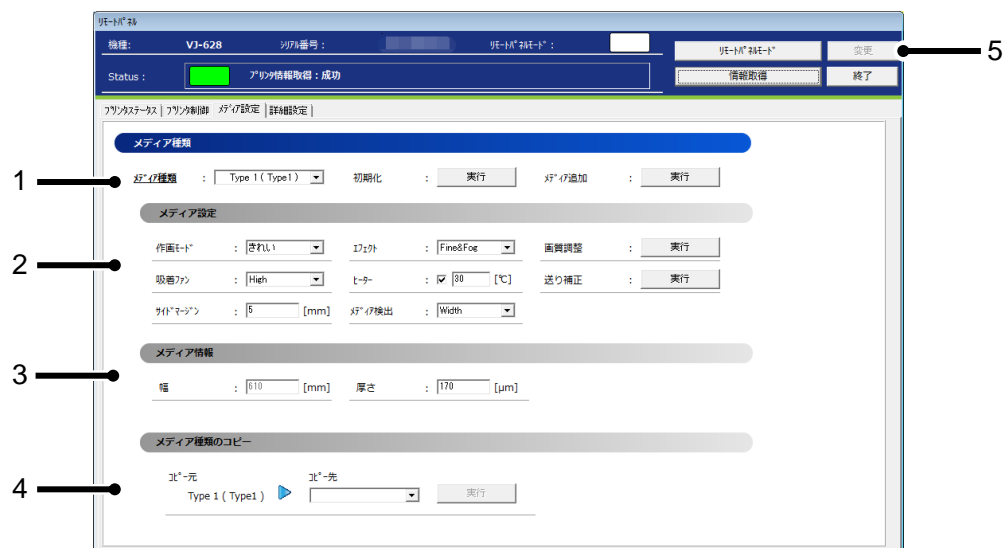 ﾘﾓｰﾄﾊﾟﾈﾙ
機種: VJ-628 ｼﾘｱﾙ番号： ﾘﾓｰﾄﾊﾟﾈﾙﾓｰﾄﾞ： ﾘﾓｰﾄﾊﾟﾈﾙﾓｰﾄﾞ 変更 5
Status： ﾌﾟﾘﾝﾀ情報取得：成功 情報取得 終了
ﾌﾟﾘﾝﾀｽﾃｰﾀｽ ﾌﾟﾘﾝﾀ制御 ﾒﾃﾞｨｱ設定 詳細設定
メディア種類
1 ﾒﾃﾞｨｱ種類 ： Type 1 ( Type1 ) 初期化 ： 実行 ﾒﾃﾞｨｱ追加 ： 実行
メディア設定
2 作画ﾓｰﾄﾞ ： きれい ｴﾌｪｸﾄ ： Fine&Fog 画質調整 ： 実行
吸着ﾌｧﾝ ： High ﾋｰﾀｰ ： 30 [℃] 送り補正 ： 実行
ｻｲﾄﾞﾏｰｼﾞﾝ ： 5 [mm] ﾒﾃﾞｨｱ検出 ： Width
メディア情報
3 幅 ： 610 [mm] 厚さ ： 170 [μm]
メディア種類のコピー
ｺﾋﾟｰ元 ｺﾋﾟｰ先
4 Type 1 ( Type1 ) 実行